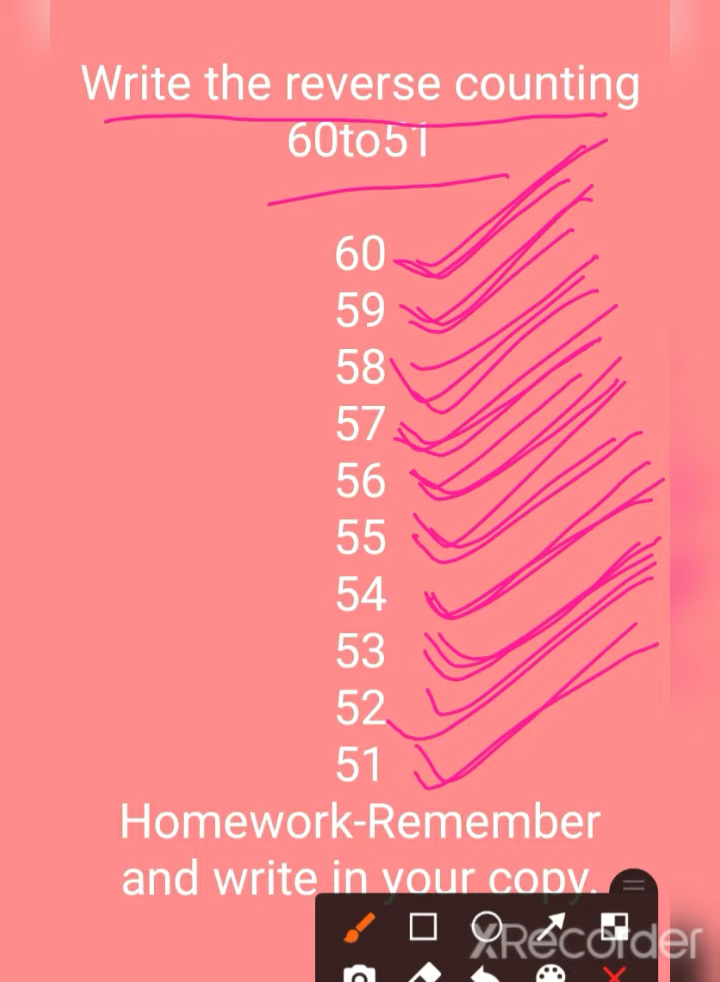 Write the reverse counting
60to51
60
59
58
57
56
55
54
53
52
51
Homework-Remember
and write in your copy.
XRecorder